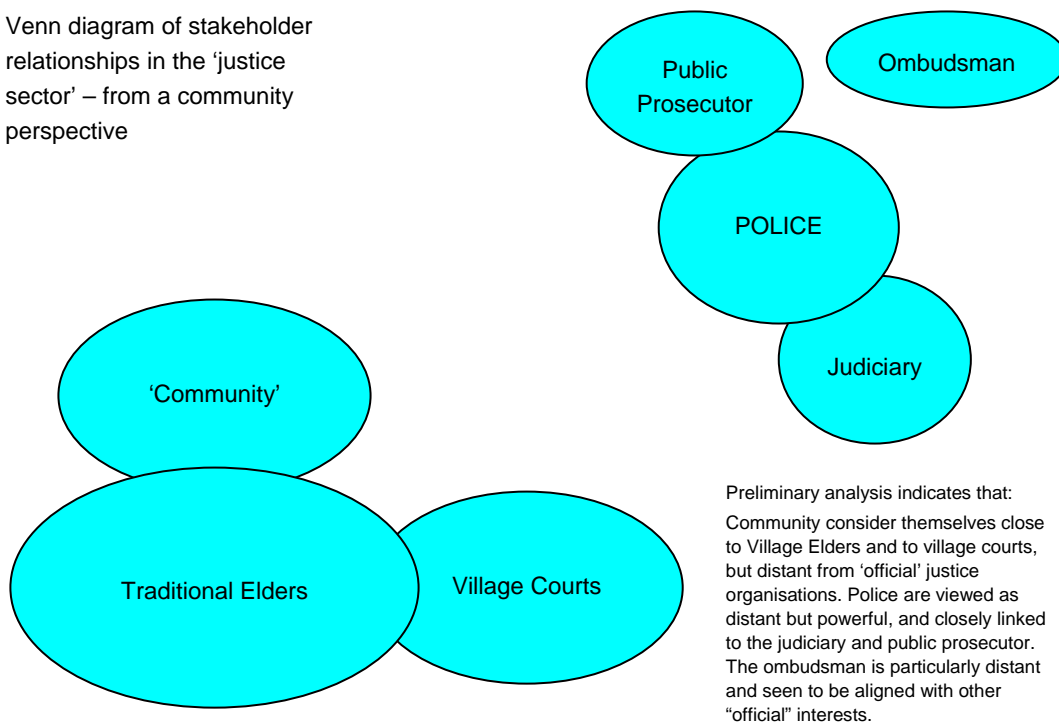 Venn diagram of stakeholder
relationships in the ‘justice
sector’ – from a community
perspective
Public
Prosecutor
Ombudsman
POLICE
Judiciary
‘Community’
Traditional Elders
Village Courts
Preliminary analysis indicates that:
Community consider themselves close
to Village Elders and to village courts,
but distant from ‘official’ justice
organisations. Police are viewed as
distant but powerful, and closely linked
to the judiciary and public prosecutor.
The ombudsman is particularly distant
and seen to be aligned with other
“official” interests.